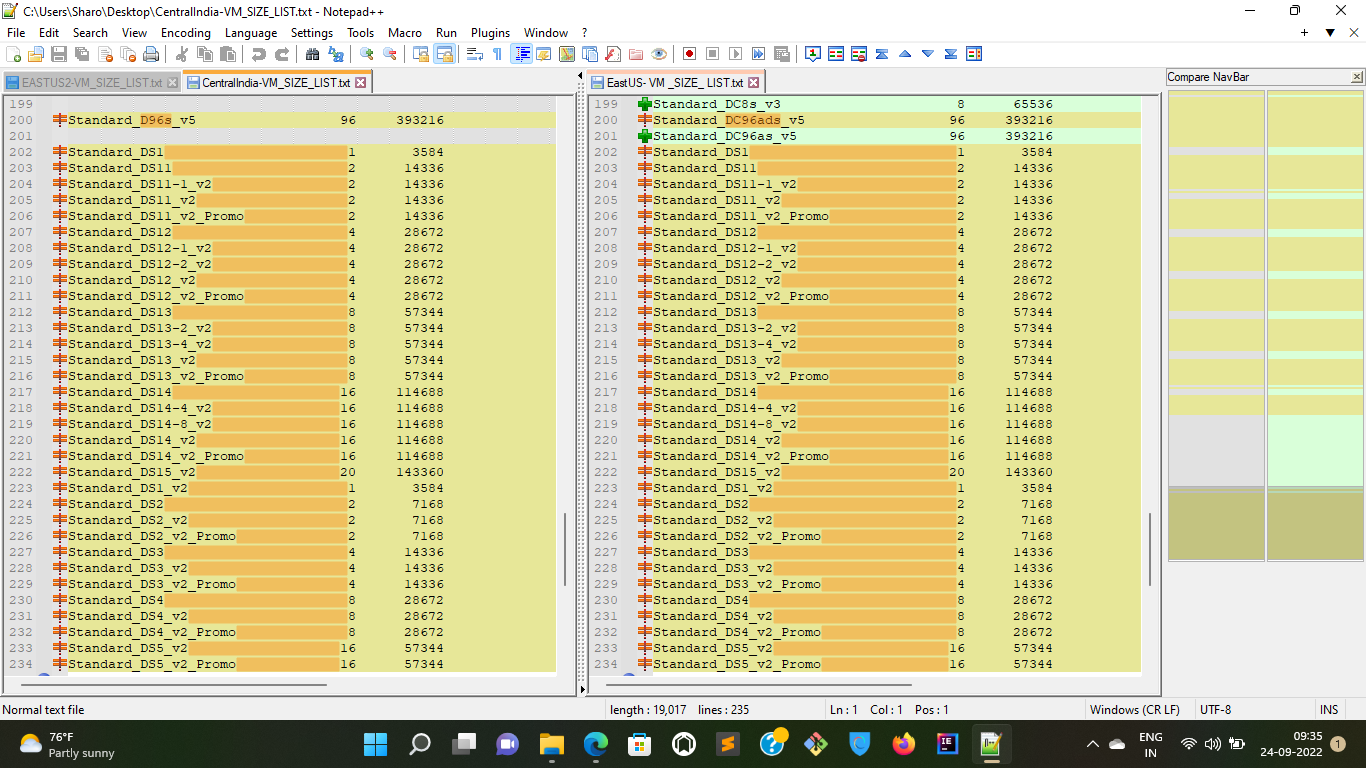 C:\Users\Sharo\Desktop\CentralIndia-VM_SIZE_LIST.txt - Notepad++
File Edit Search View Encoding Language Settings Tools Macro Run Plugins Window ?
EASTUS2-VM_SIZE_LIST.txt CentralIndia-VM_SIZE_LIST.txt EastUS- VM _SIZE_ LIST.txt Compare NavBar
199 199 Standard_DC8s_v3 8 65536
200 Standard_D96s_v5 96 393216 200 Standard_DC96ads_v5 96 393216
201 201 Standard_DC96as_v5 96 393216
202 Standard_DS1 1 3584 202 Standard_DS1 1 3584
203 Standard_DS11 2 14336 203 Standard_DS11 2 14336
204 Standard_DS11-1_v2 2 14336 204 Standard_DS11-1_v2 2 14336
205 Standard_DS11_v2 2 14336 205 Standard_DS11_v2 2 14336
206 Standard_DS11_v2_Promo 2 14336 206 Standard_DS11_v2_Promo 2 14336
207 Standard_DS12 4 28672 207 Standard_DS12 4 28672
208 Standard_DS12-1_v2 4 28672 208 Standard_DS12-1_v2 4 28672
209 Standard_DS12-2_v2 4 28672 209 Standard_DS12-2_v2 4 28672
210 Standard_DS12_v2 4 28672 210 Standard_DS12_v2 4 28672
211 Standard_DS12_v2_Promo 4 28672 211 Standard_DS12_v2_Promo 4 28672
212 Standard_DS13 8 57344 212 Standard_DS13 8 57344
213 Standard_DS13-2_v2 8 57344 213 Standard_DS13-2_v2 8 57344
214 Standard_DS13-4_v2 8 57344 214 Standard_DS13-4_v2 8 57344
215 Standard_DS13_v2 8 57344 215 Standard_DS13_v2 8 57344
216 Standard_DS13_v2_Promo 8 57344 216 Standard_DS13_v2_Promo 8 57344
217 Standard_DS14 16 114688 217 Standard_DS14 16 114688
218 Standard_DS14-4_v2 16 114688 218 Standard_DS14-4_v2 16 114688
219 Standard_DS14-8_v2 16 114688 219 Standard_DS14-8_v2 16 114688
220 Standard_DS14_v2 16 114688 220 Standard_DS14_v2 16 114688
221 Standard_DS14_v2_Promo 16 114688 221 Standard_DS14_v2_Promo 16 114688
222 Standard_DS15_v2 20 143360 222 Standard_DS15_v2 20 143360
223 Standard_DS1_v2 1 3584 223 Standard_DS1_v2 1 3584
224 Standard_DS2 2 7168 224 Standard_DS2 2 7168
225 Standard_DS2_v2 2 7168 225 Standard_DS2_v2 2 7168
226 Standard_DS2_v2_Promo 2 7168 226 Standard_DS2_v2_Promo 2 7168
227 Standard_DS3 4 14336 227 Standard_DS3 4 14336
228 Standard_DS3_v2 4 14336 228 Standard_DS3_v2 4 14336
229 Standard_DS3_v2_Promo 4 14336 229 Standard_DS3_v2_Promo 4 14336
230 Standard_DS4 8 28672 230 Standard_DS4 8 28672
231 Standard_DS4_v2 8 28672 231 Standard_DS4_v2 8 28672
232 Standard_DS4_v2_Promo 8 28672 232 Standard_DS4_v2_Promo 8 28672
233 Standard_DS5_v2 16 57344 233 Standard_DS5_v2 16 57344
234 Standard_DS5_v2_Promo 16 57344 234 Standard_DS5_v2_Promo 16 57344
Normal text file length : 19,017 lines : 235 Ln : 1 Col : 1 Pos : 1 Windows (CR LF) UTF-8 INS
76°F ENG 09:35
Partly sunny IN 24-09-2022 1